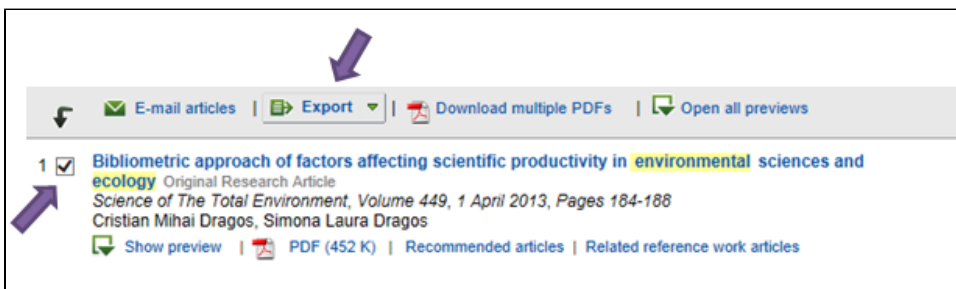 E-mail articles | Export | Download multiple PDFs | Open all previews
1 Bibliometric approach of factors affecting scientific productivity in environmental sciences and
ecology Original Research Article
Science of The Total Environment, Volume 449, 1 April 2013, Pages 184-188
Cristian Mihai Dragos, Simona Laura Dragos
Show preview | PDF (452 K) | Recommended articles | Related reference work articles